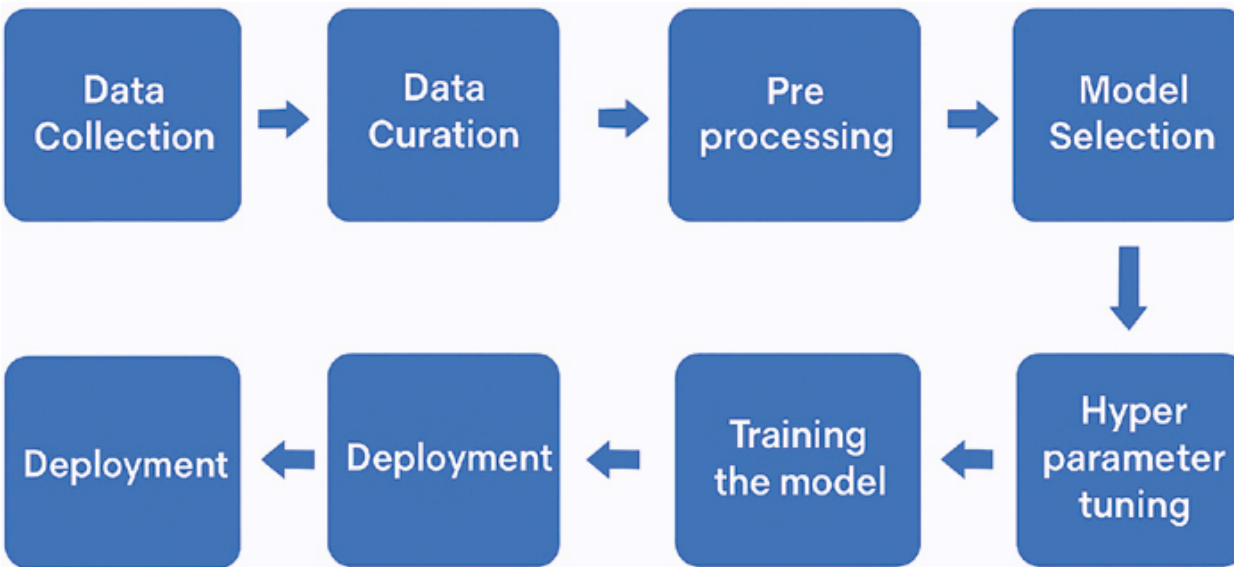 Data
Collection
Data
Curation
Pre
processing
Model
Selection
Hyper
parameter
tuning
Training
the model
Deployment
Deployment